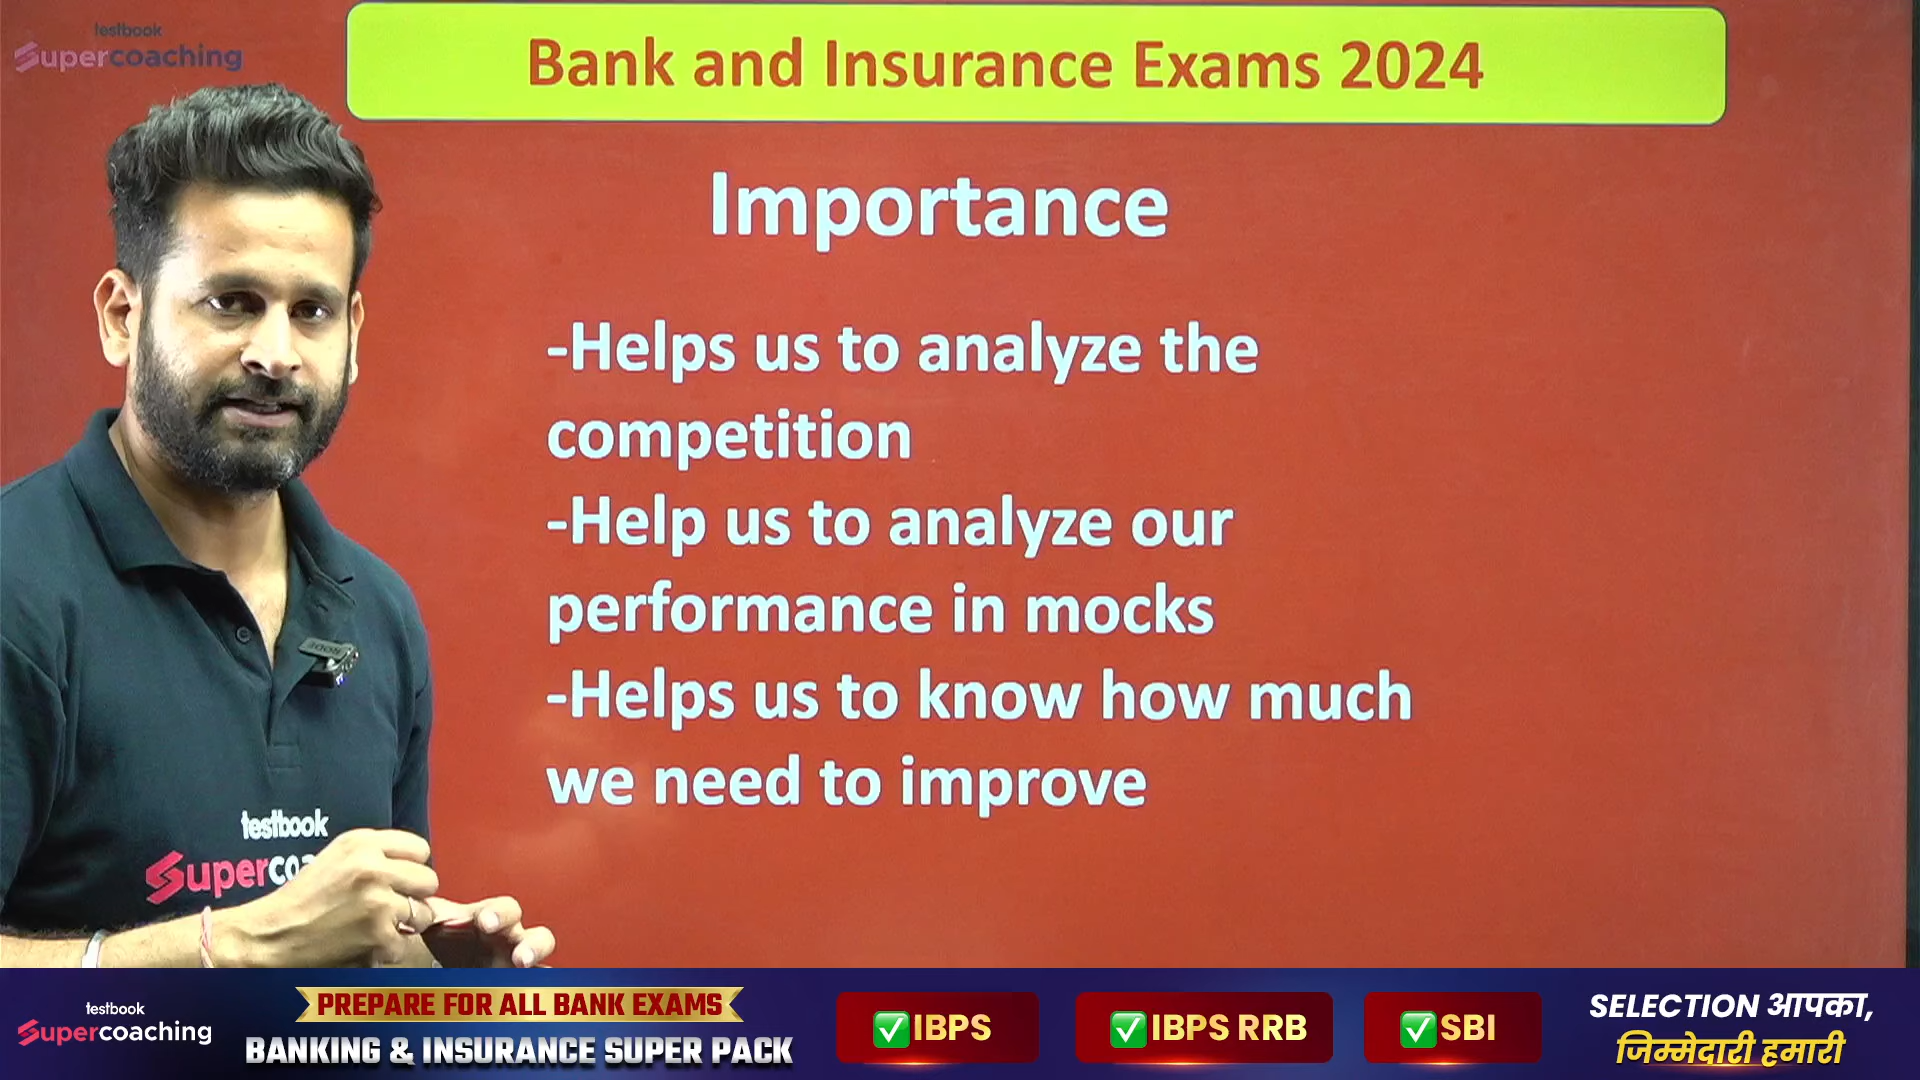 testbook
Supercoaching
Bank and Insurance Exams 2024
Importance
-Helps us to analyze the
competition
-Help us to analyze our
performance in mocks
-Helps us to know how much
we need to improve
RODE
testbook
Supercoa
testbook
Supercoaching
PREPARE FOR ALL BANK EXAMS
BANKING & INSURANCE SUPER PACK
IBPS
IBPS RRB
SBI
SELECTION आपका,
जिम्मेदारी हमारी